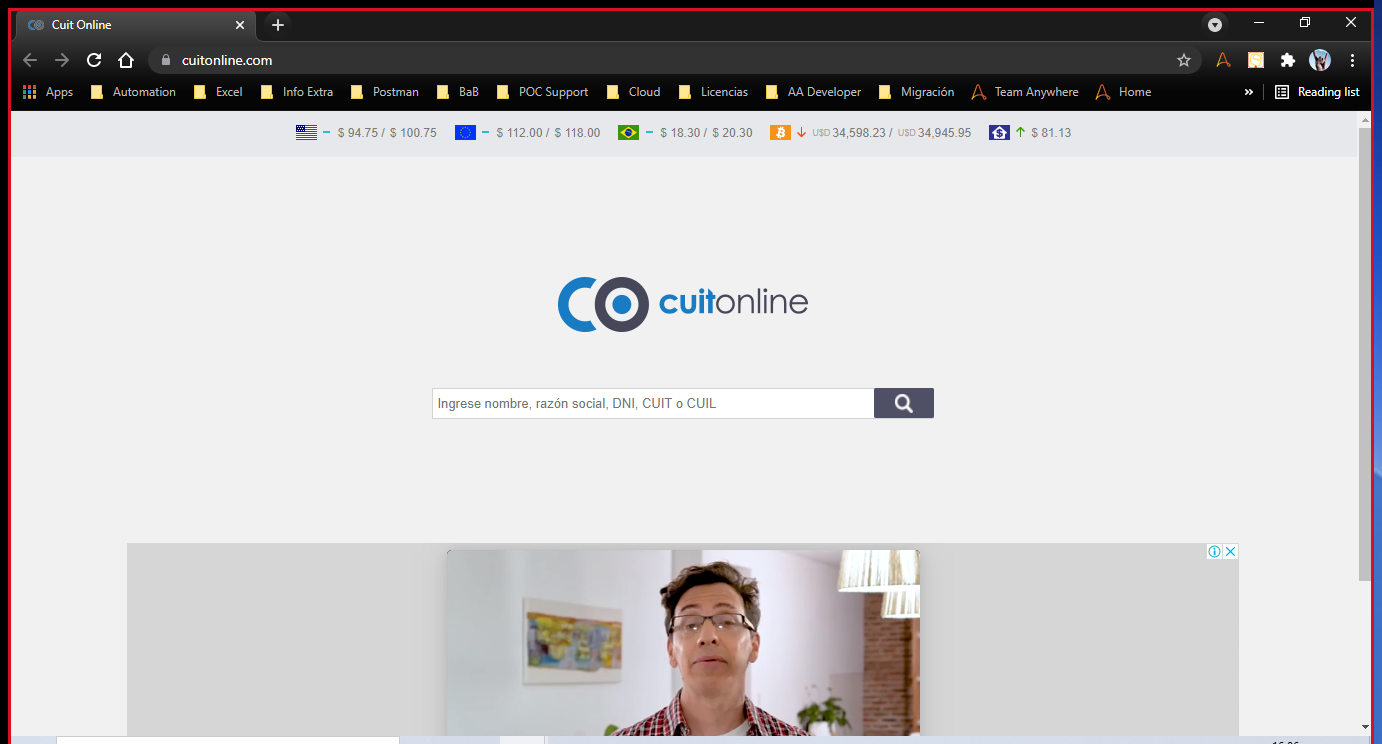 Cuit Online
cuitonline.com
Apps Automation Excel Info Extra Postman BaB POC Support Cloud Licencias AA Developer Migración Team Anywhere Home » Reading list
$ 94.75 / $ 100.75 $ 112.00 / $ 118.00 $ 18.30 / $ 20.30 U$D 34,598.23 / U$D 34,945.95 $ 81.13
CO cuitonline
Ingrese nombre, razón social, DNI, CUIT o CUIL